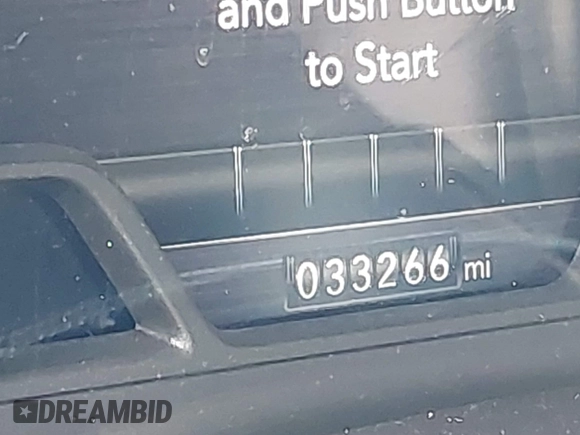 and Push Button
to Start
033266 mi
DREAMBID